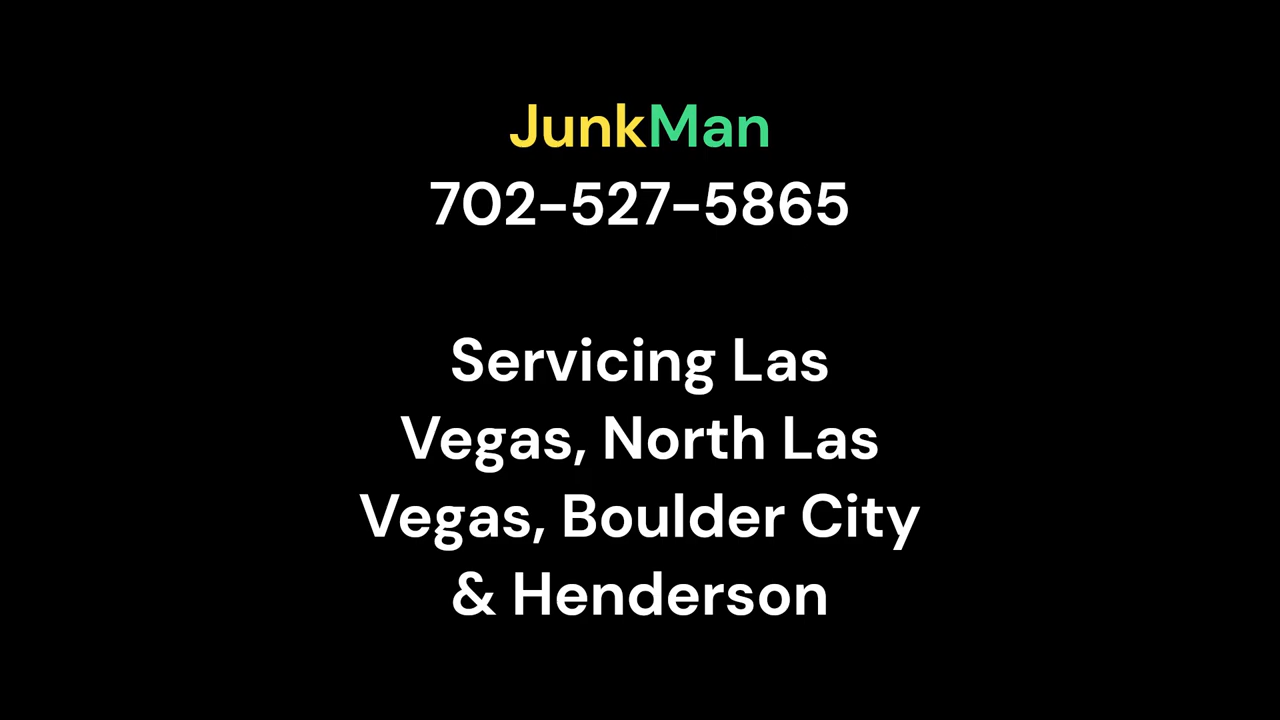 JunkMan
702-527-5865
Servicing Las
Vegas, North Las
Vegas, Boulder City
& Henderson